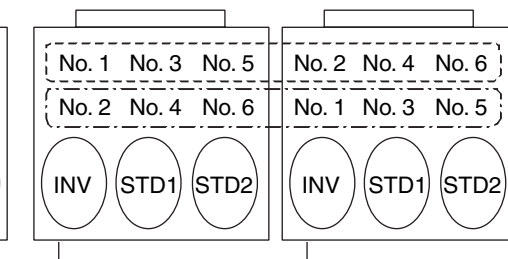 No. 1 No. 3 No. 5 No. 2 No. 4 No. 6
No. 2 No. 4 No. 6 No. 1 No. 3 No. 5
INV STD1 STD2 INV STD1 STD2